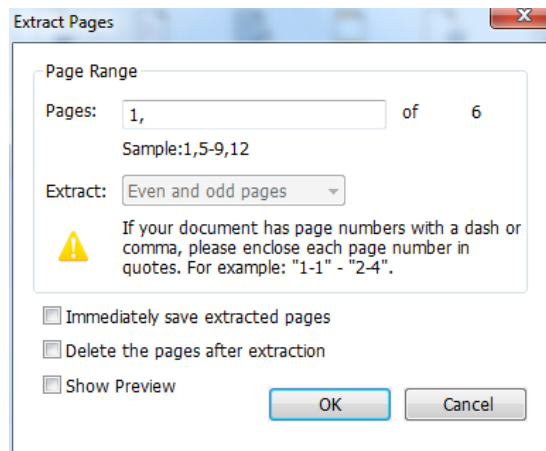 Extract Pages
x
Page Range
Pages: 1, of 6
Sample:1,5-9,12
Extract: Even and odd pages
If your document has page numbers with a dash or
comma, please enclose each page number in
quotes. For example: "1-1" - "2-4".
Immediately save extracted pages
Delete the pages after extraction
Show Preview
OK Cancel